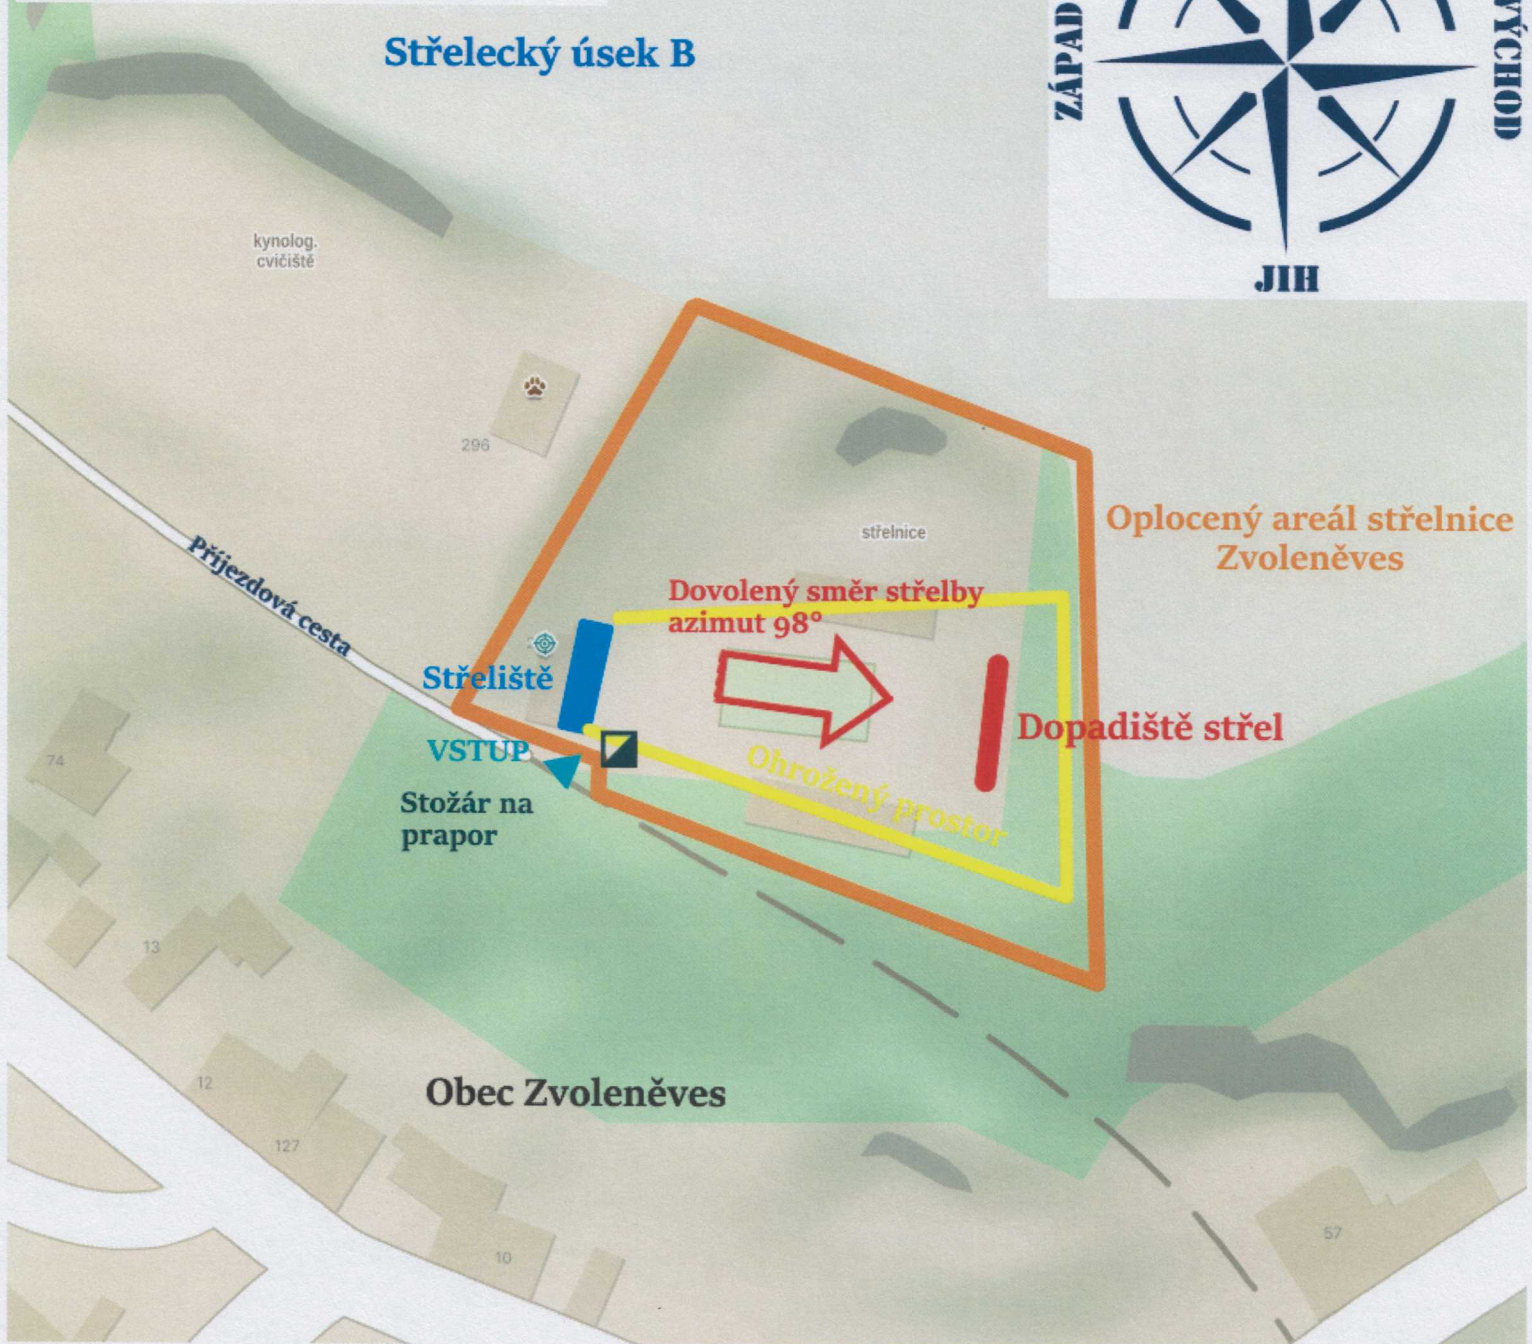 Střelecký úsek B
ZÁPAD
VÝCHOD
JIH
kynolog.
cvičiště
296
Oplocený areál střelnice
Zvoleněves
střelnice
Příjezdová cesta
Dovolený směr střelby
azimut 98°
Střeliště
Dopadiště střel
VSTUP
Ohrožený prostor
Stožár na
prapor
74
13
12
Obec Zvoleněves
127
10
57